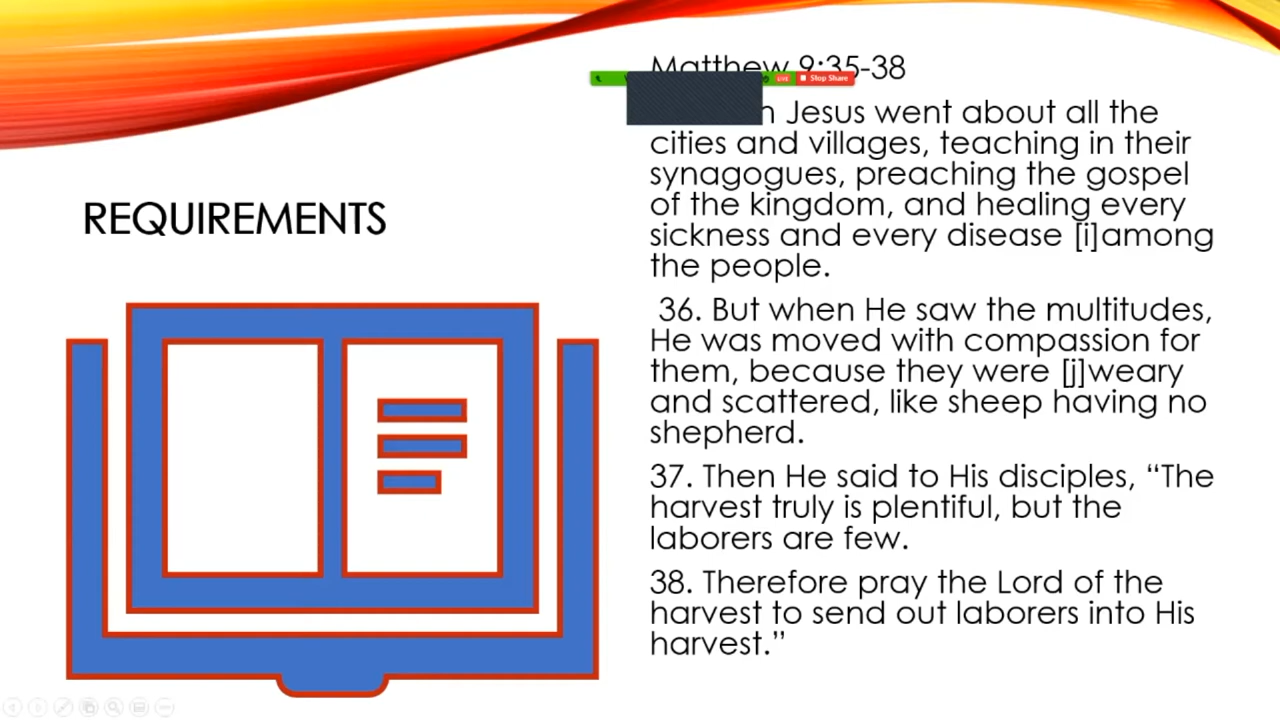 REQUIREMENTS
Matthew 9:35-38
LIVE Stop Share
Jesus went about all the
cities and villages, teaching in their
synagogues, preaching the gospel
of the kingdom, and healing every
sickness and every disease [i]among
the people.
36. But when He saw the multitudes,
He was moved with compassion for
them, because they were [j]weary
and scattered, like sheep having no
shepherd.
37. Then He said to His disciples, “The
harvest truly is plentiful, but the
laborers are few.
38. Therefore pray the Lord of the
harvest to send out laborers into His
harvest.”